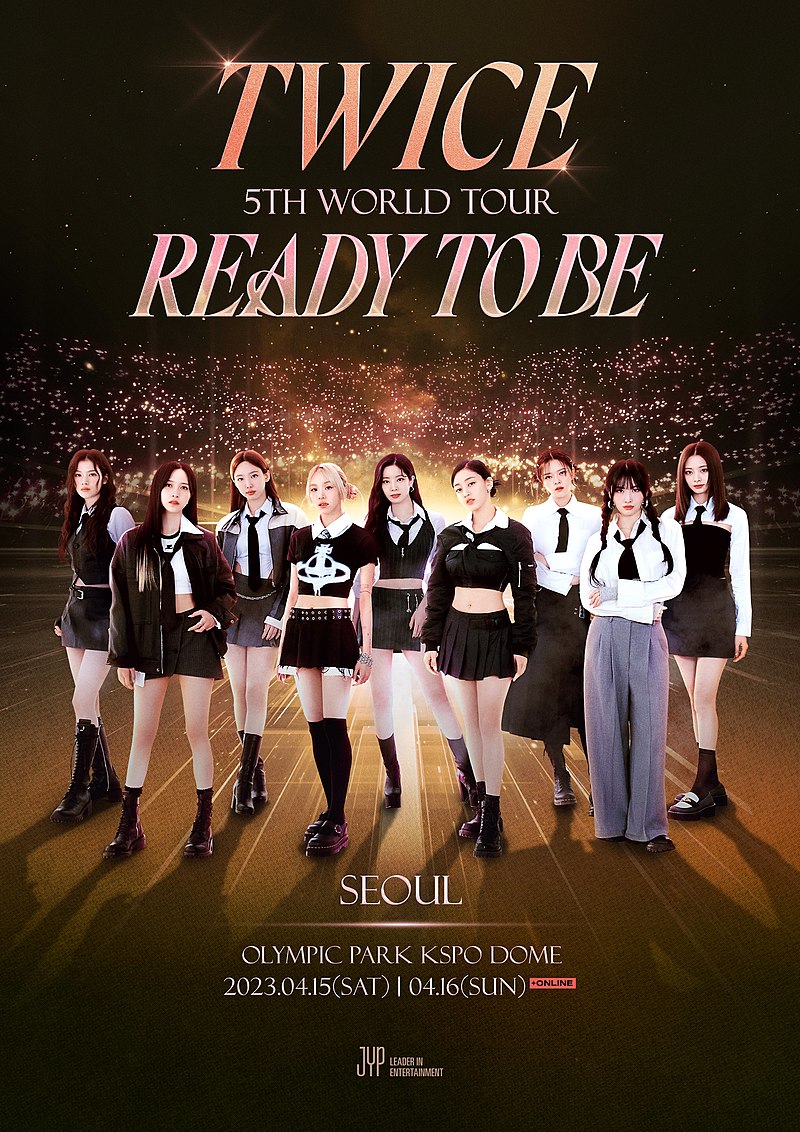 TWICE
5TH WORLD TOUR
READY TO BE
SEOUL
OLYMPIC PARK KSPO DOME
2023.04.15(SAT) | 04.16(SUN) +ONLINE
JYP LEADER IN
ENTERTAINMENT